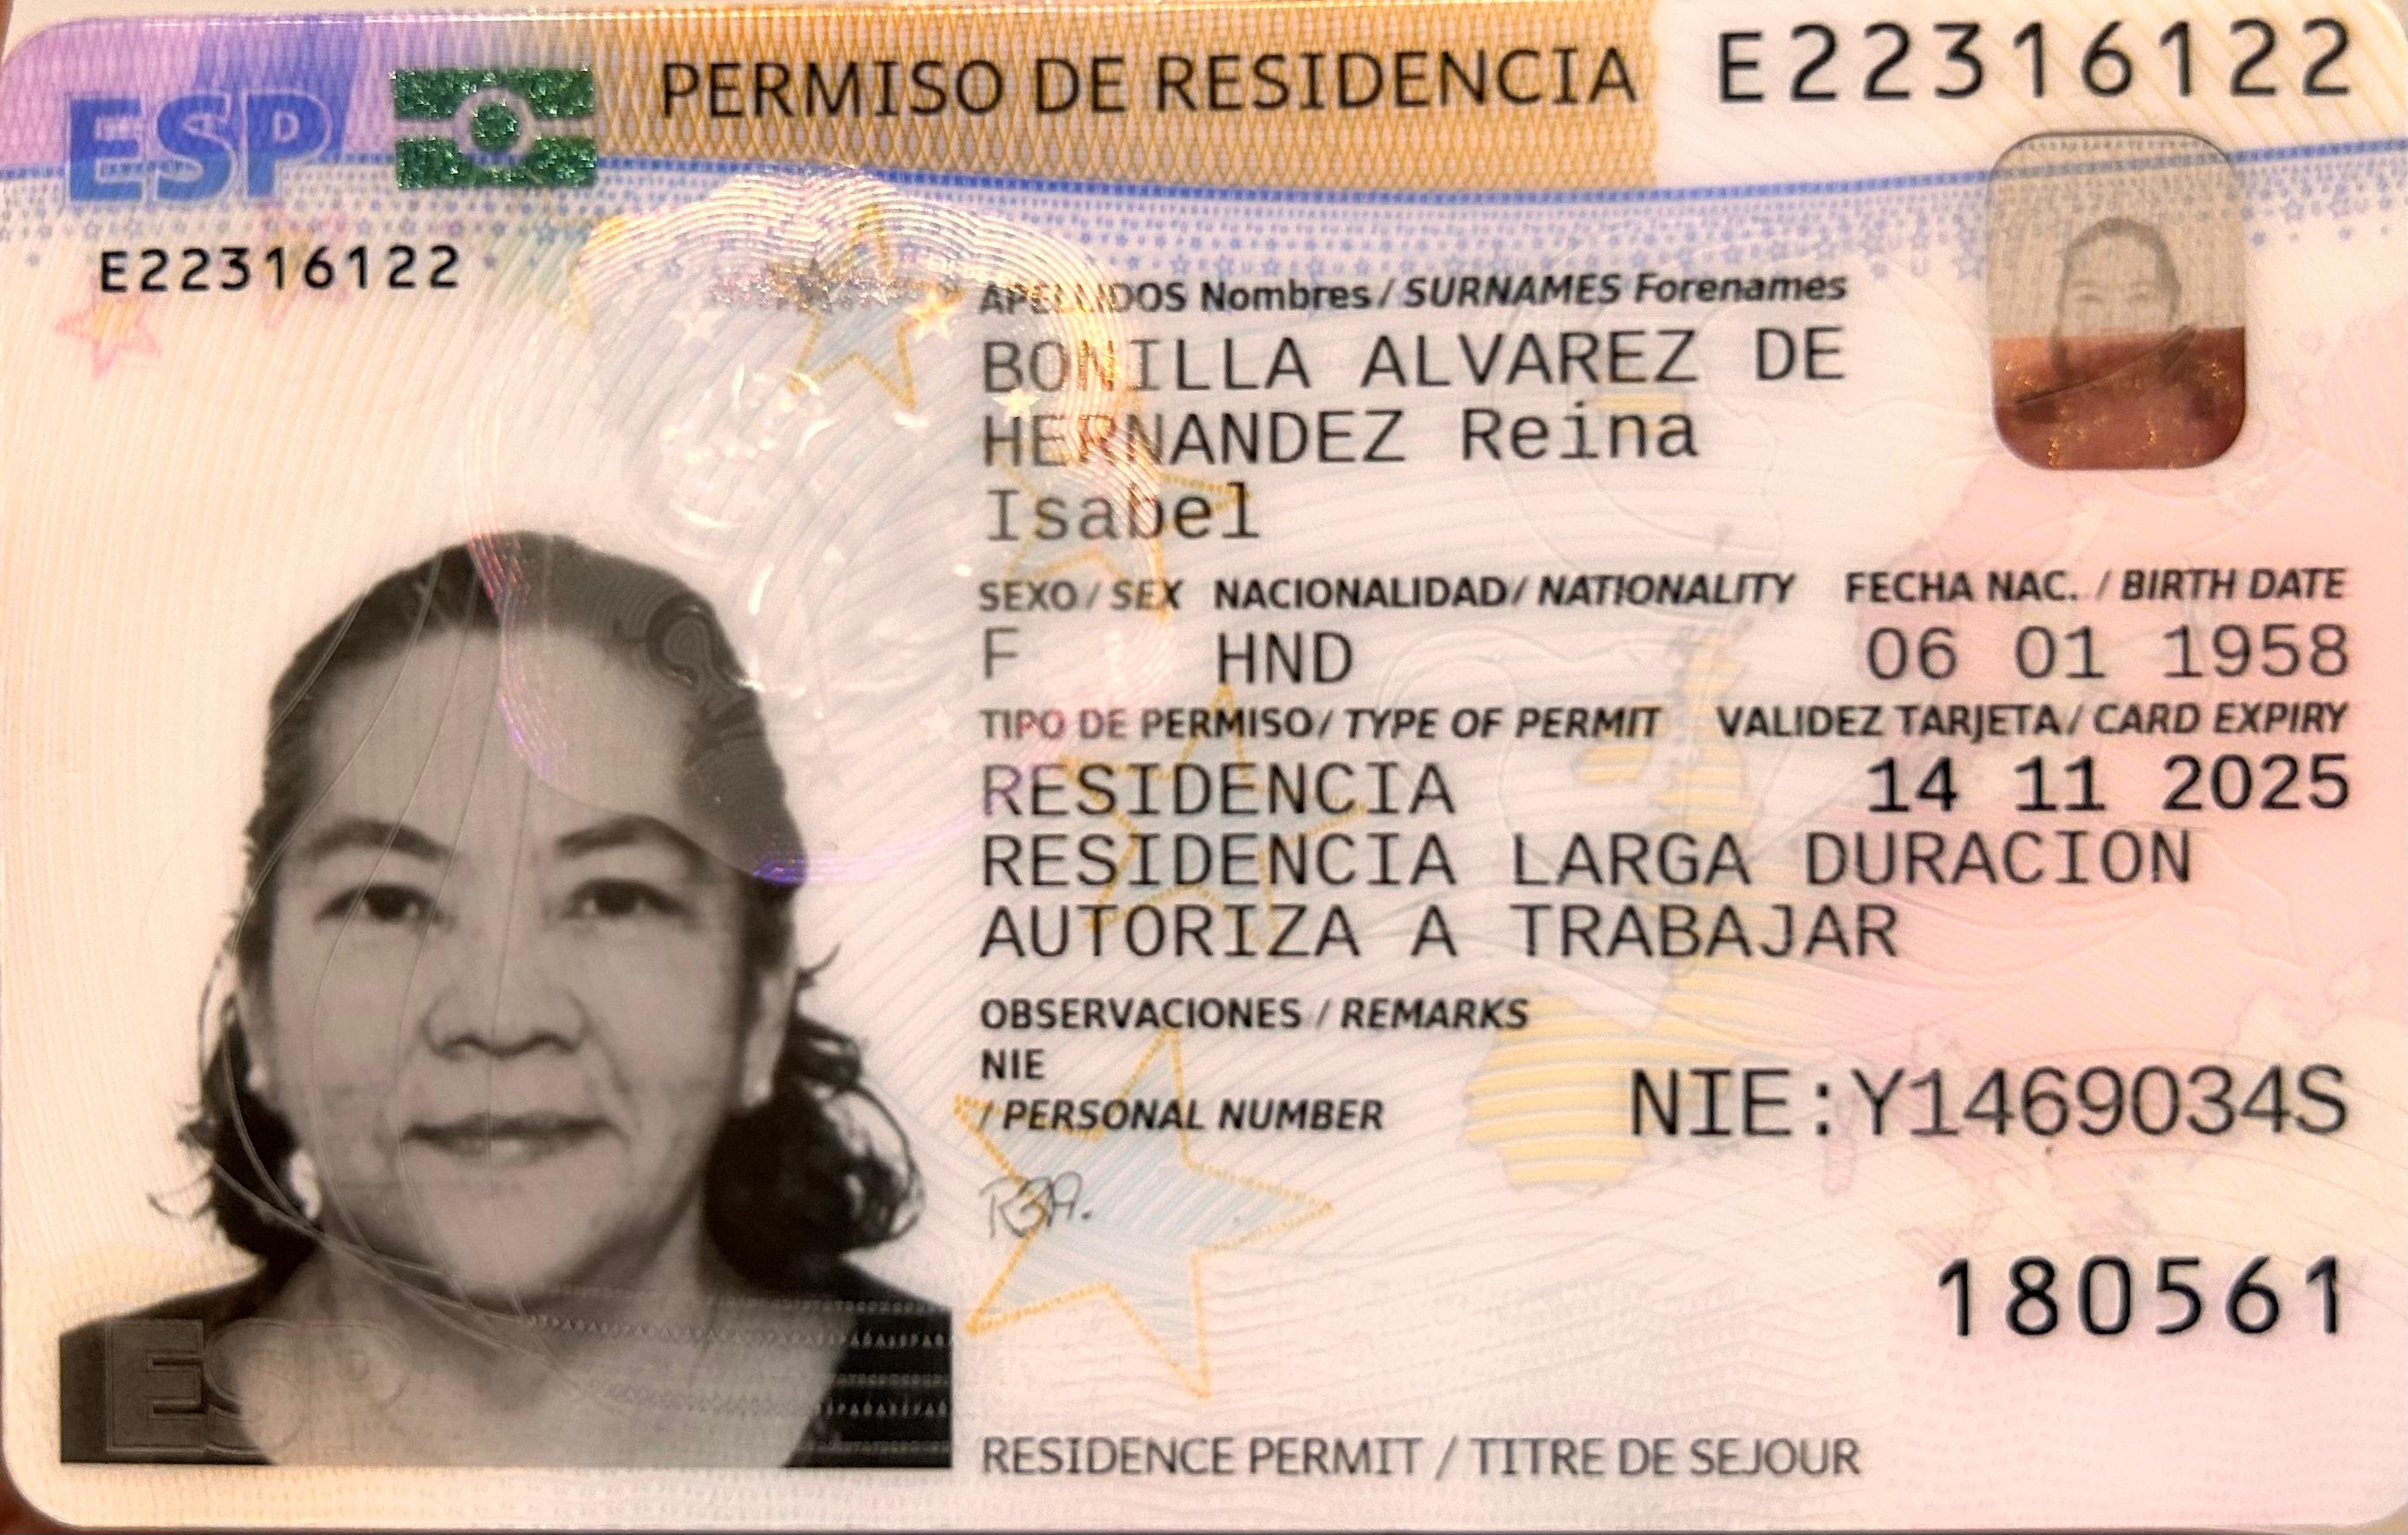 ESP
PERMISO DE RESIDENCIA E22316122
E22316122
APELLIDOS Nombres / SURNAMES Forenames
BONILLA ALVAREZ DE
HERNANDEZ Reina
Isabel
SEXO / SEX NACIONALIDAD / NATIONALITY FECHA NAC. / BIRTH DATE
F HND 06 01 1958
TIPO DE PERMISO / TYPE OF PERMIT VALIDEZ TARJETA / CARD EXPIRY
RESIDENCIA 14 11 2025
RESIDENCIA LARGA DURACION
AUTORIZA A TRABAJAR
OBSERVACIONES / REMARKS
NIE
/ PERSONAL NUMBER NIE:Y1469034S
180561
ESP
RESIDENCE PERMIT / TITRE DE SEJOUR